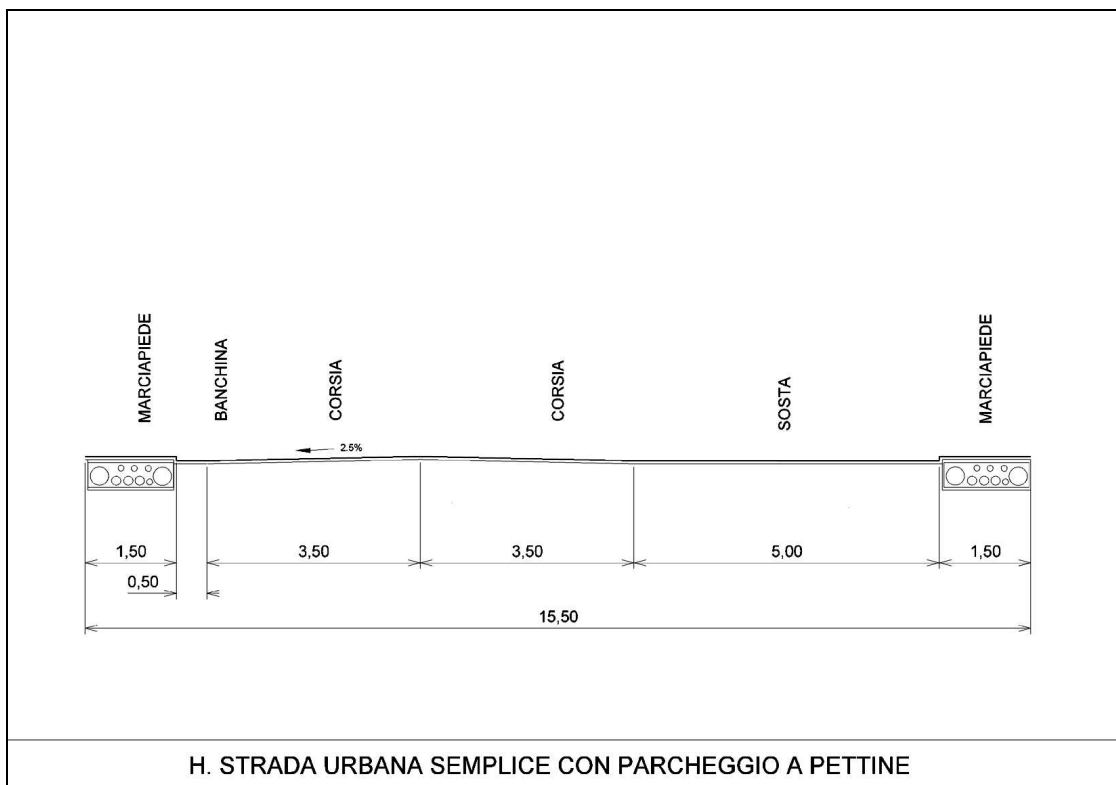 MARCIAPIEDE
BANCHINA
CORSIA
CORSIA
SOSTA
MARCIAPIEDE
2.5%
1,50
3,50
3,50
5,00
1,50
0,50
15,50
H. STRADA URBANA SEMPLICE CON PARCHEGGIO A PETTINE